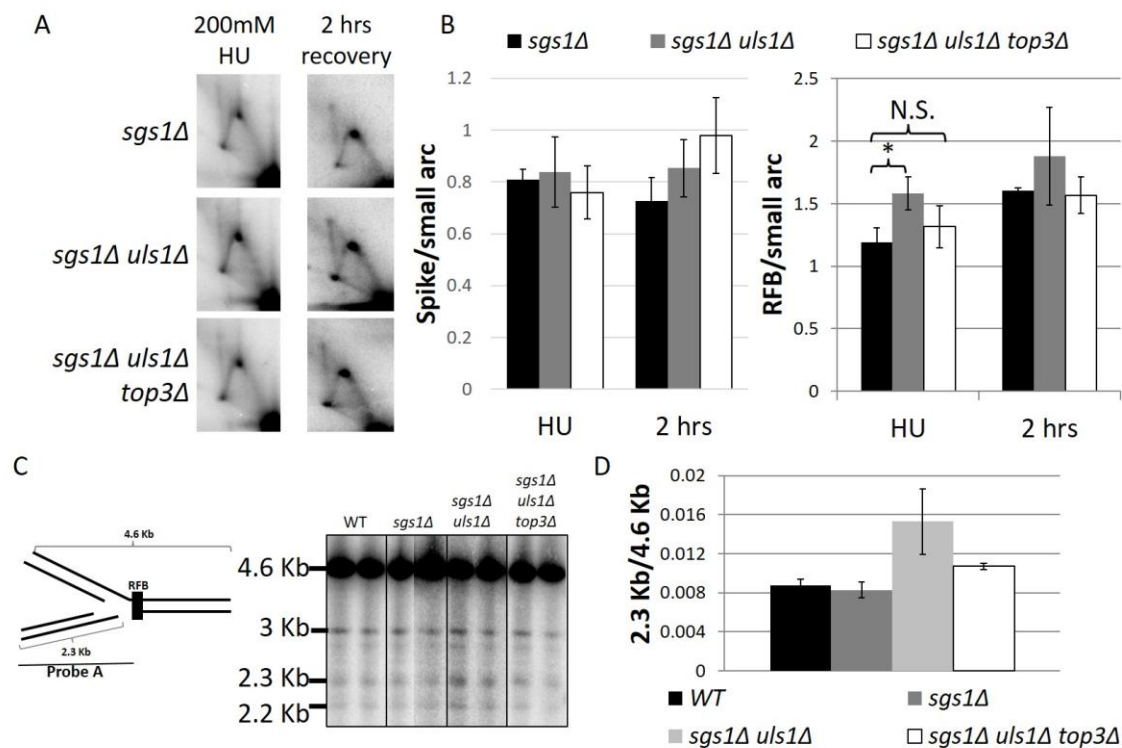 A
200mM
HU
2 hrs
recovery
sgs1Δ
sgs1Δ uls1Δ
sgs1Δ uls1Δ
top3Δ
B
sgs1Δ
sgs1Δ uls1Δ
sgs1Δ uls1Δ top3Δ
Spike/small arc
1.2
1
0.8
0.6
0.4
0.2
0
HU
2 hrs
RFB/small arc
2.5
2
1.5
1
1.5
0
N.S.
*
HU
2 hrs
C
4.6 Kb
RFB
2.3 Kb
Probe A
WT
sgs1Δ
sgs1Δ
uls1Δ
sgs1Δ
uls1Δ
top3Δ
4.6 Kb
3 Kb
2.3 Kb
2.2 Kb
D
2.3 Kb/4.6 Kb
0.02
0.016
0.012
0.008
0.004
0
WT
sgs1Δ
sgs1Δ uls1Δ
sgs1Δ uls1Δ top3Δ